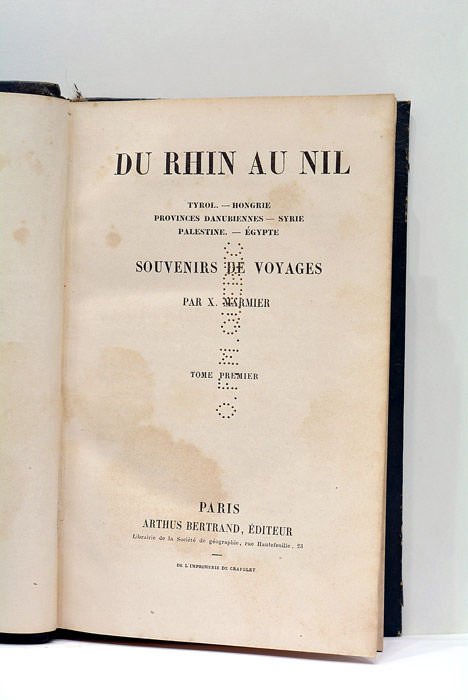 DU RHIN AU NIL
TYROL. — HONGRIE
PROVINCES DANUBIENNES — SYRIE
PALESTINE. — ÉGYPTE
SOUVENIRS DE VOYAGES
PAR X. MARMIER
TOME PREMIER
PARIS
ARTHUS BERTRAND, ÉDITEUR
Librairie de la Société de géographie, rue Hautefeuille, 23
DE L'IMPRIMERIE DE CRAPELET